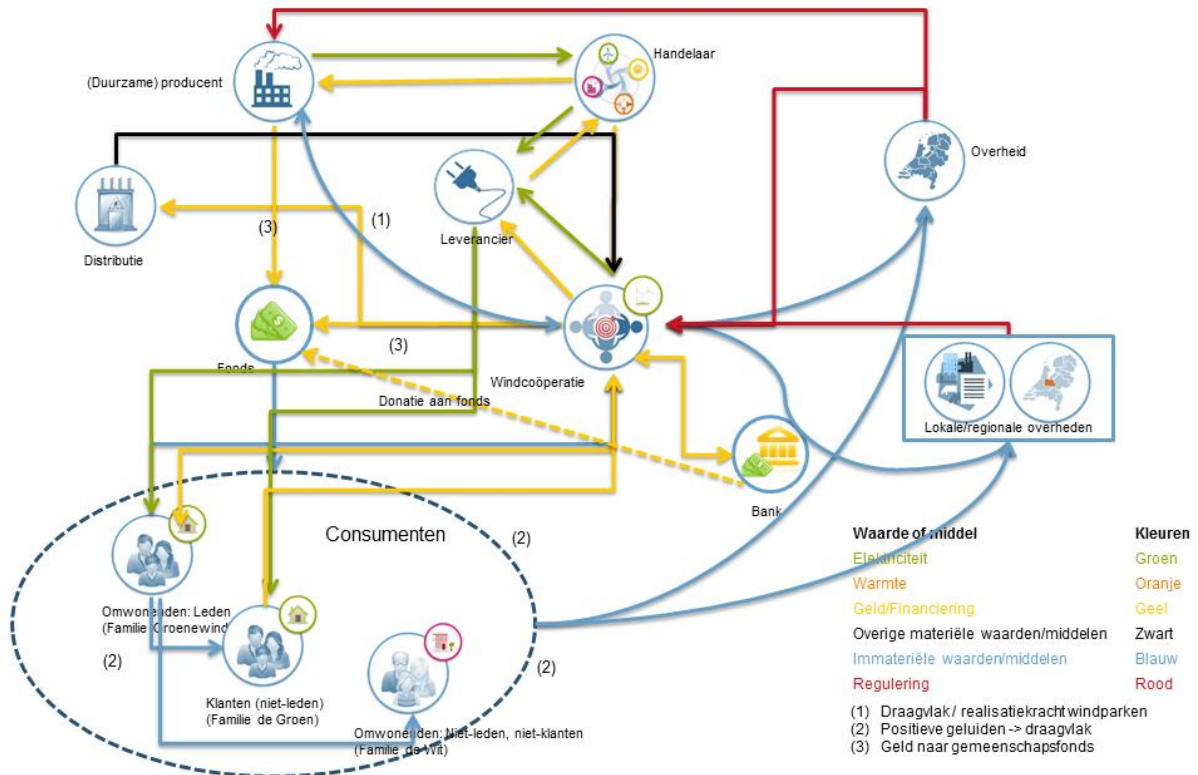 Handelaar
(Duurzame) producent
Overheid
(1)
(3)
Leverancier
Distributie
(3)
Fonds
Windcoöperatie
Donatie aan fonds
Lokale/regionale overheden
Bank
Consumenten
(2)
Waarde of middel Kleuren
Elektriciteit Groen
Warmte Oranje
Geld/Financiering Geel
Overige materiële waarden/middelen Zwart
Immateriële waarden/middelen Blauw
Regulering Rood
Omwonenden: Leden
(Familie Groenewind
(2)
(2)
Klanten (niet-leden)
(Familie de Groen)
Omwonenden: Niet-leden, niet-klanten
(Familie de Wit)
(1) Draagvlak / realisatiekracht windparken
(2) Positieve geluiden -> draagvlak
(3) Geld naar gemeenschapsfonds